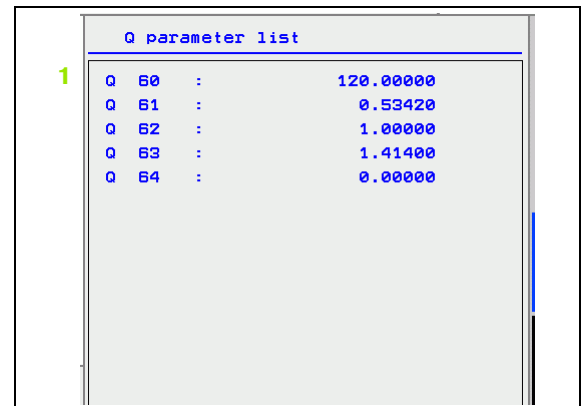 Q parameter list
1
Q 60 : 120.00000
Q 61 : 0.53420
Q 62 : 1.00000
Q 63 : 1.41400
Q 64 : 0.00000